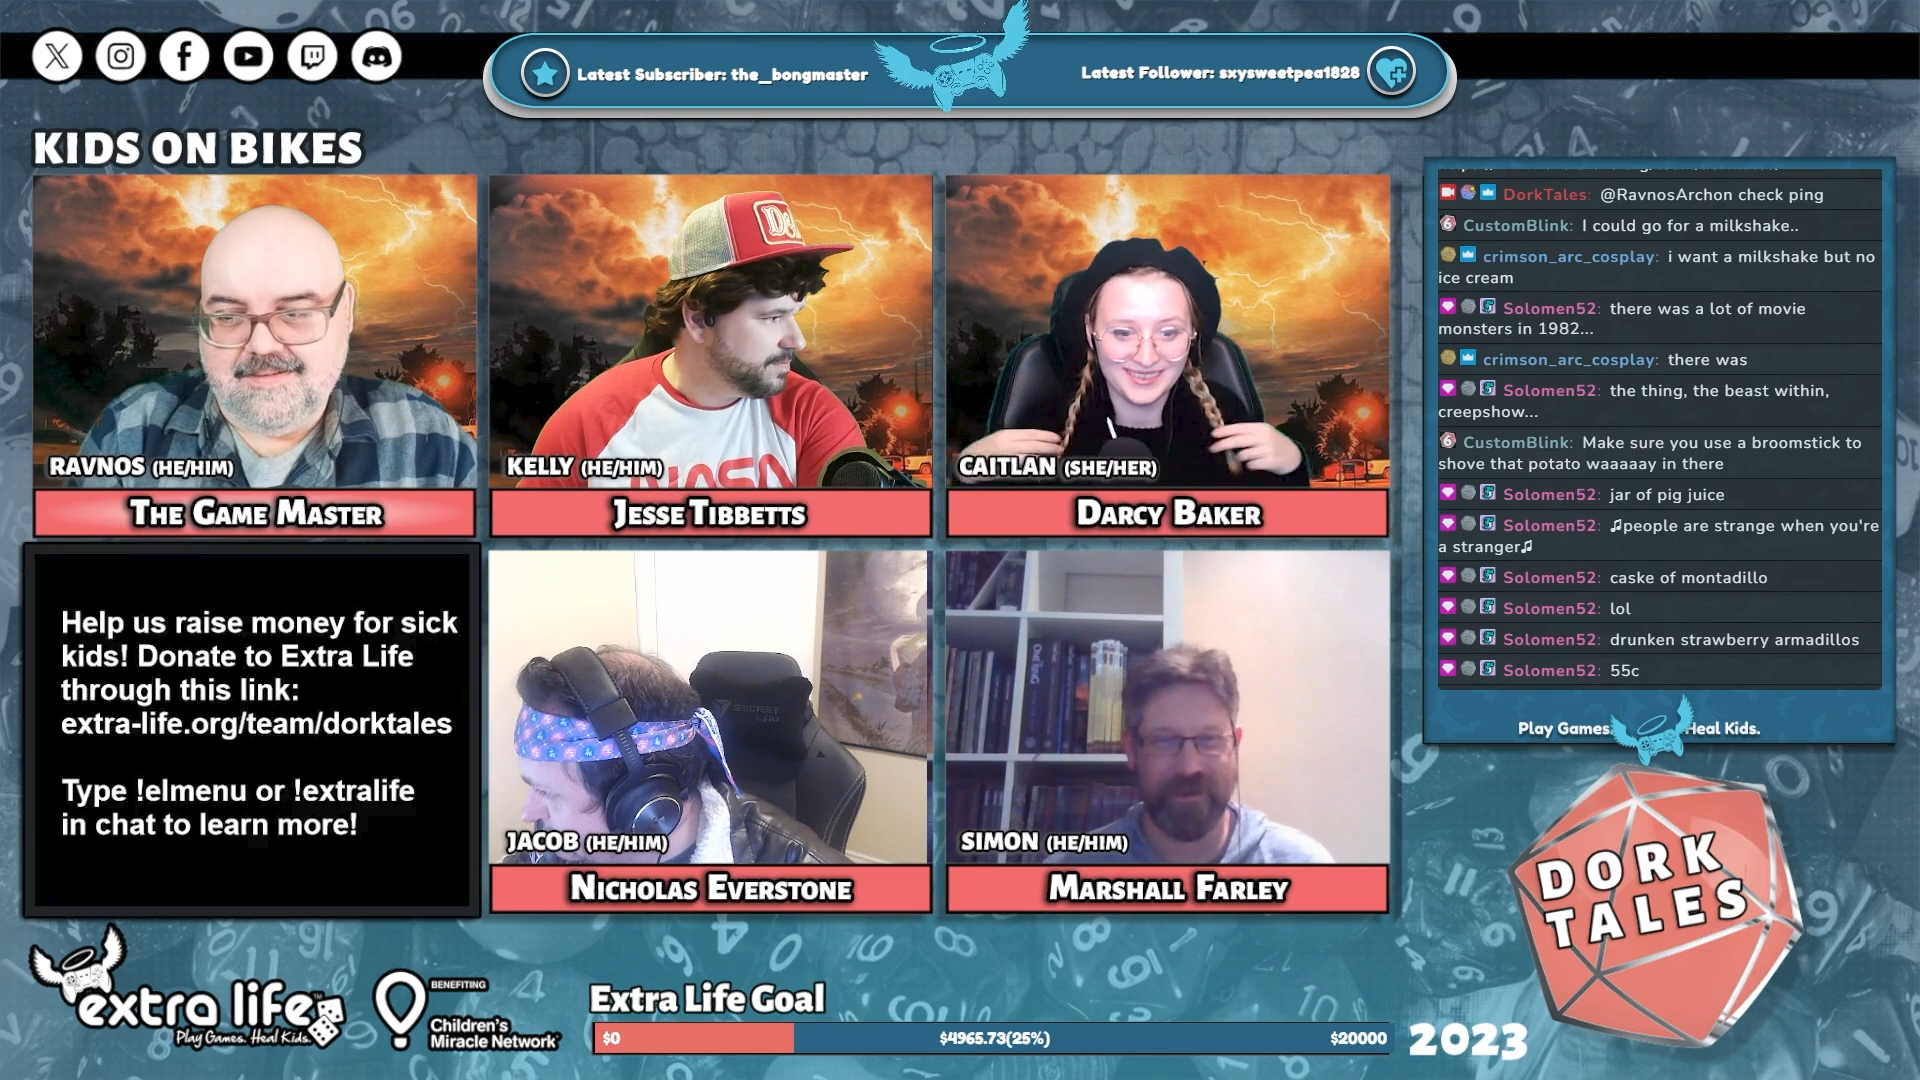 Latest Subscriber: the_bongmaster
Latest Follower: sxysweetpea1828
KIDS ON BIKES
RAVNOS (HE/HIM)
THE GAME MASTER
KELLY (HE/HIM)
JESSE TIBBETTS
CAITLAN (SHE/HER)
DARCY BAKER
DorkTales: @RavnosArchon check ping
CustomBlink: I could go for a milkshake..
crimson_arc_cosplay: i want a milkshake but no
ice cream
Solomen52: there was a lot of movie
monsters in 1982...
crimson_arc_cosplay: there was
Solomen52: the thing, the beast within,
creepshow...
CustomBlink: Make sure you use a broomstick to
shove that potato waaaaay in there
Solomen52: jar of pig juice
Solomen52: ♫people are strange when you're
a stranger♫
Solomen52: caske of montadillo
Solomen52: lol
Solomen52: drunken strawberry armadillos
Solomen52: 55c
Play Games. Heal Kids.
Help us raise money for sick
kids! Donate to Extra Life
through this link:
extra-life.org/team/dorktales
Type !elmenu or !extralife
in chat to learn more!
SECRET
LAB
JACOB (HE/HIM)
NICHOLAS EVERSTONE
SIMON (HE/HIM)
MARSHALL FARLEY
DORK
TALES
extra life
Play Games. Heal Kids.
BENEFITING
Children's
Miracle Network
Extra Life Goal
$0
$4965.73(25%)
$20000
2023